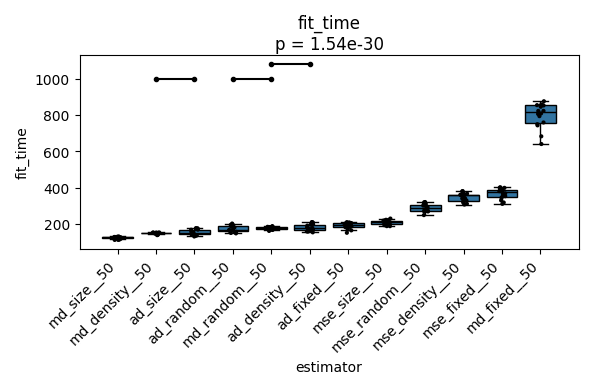 fit_time
p = 1.54e-30
fit_time
1000
800
600
400
200
md_size__50
md_density__50
ad_size__50
ad_random__50
md_random__50
ad_density__50
ad_fixed__50
mse_size__50
mse_random__50
mse_density__50
mse_fixed__50
md_fixed__50
estimator